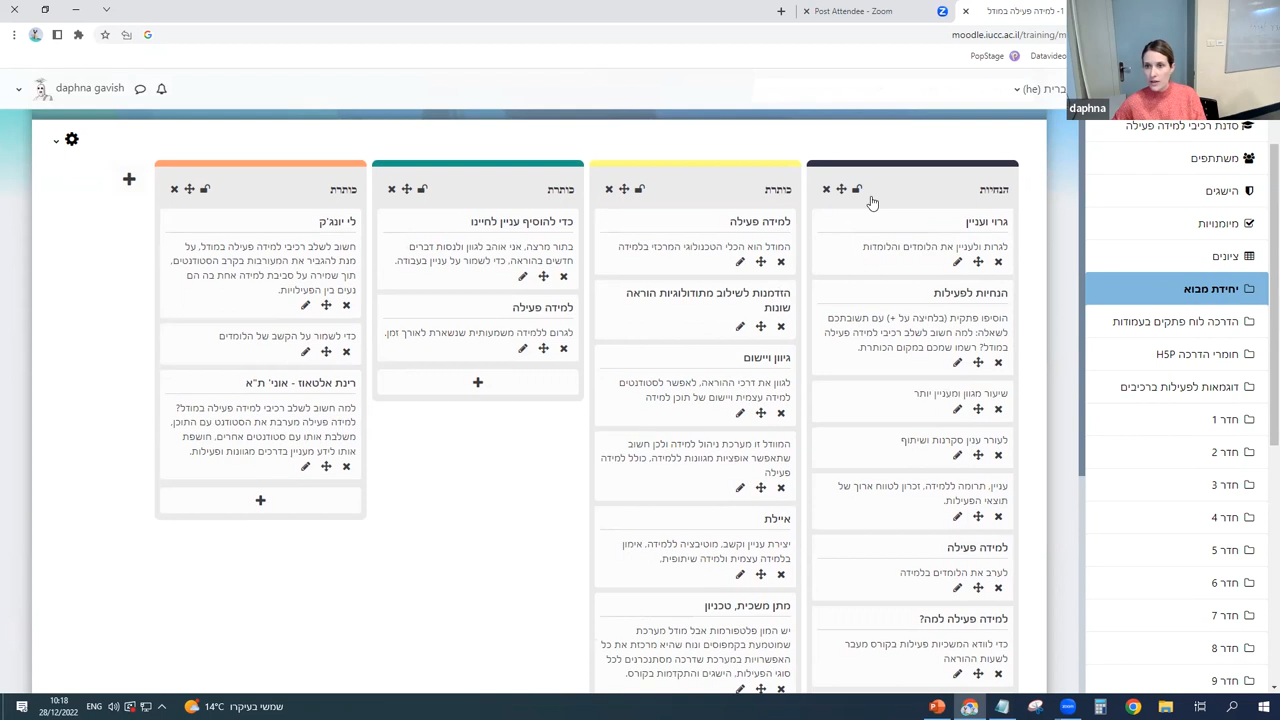 Post Attendee - Zoom
1- למידה פעילה במודל
moodle.iucc.ac.il/training/m
PopStage
Datavideo
daphna gavish
ברית (he)
daphna
סדנת רכיבי למידה פעילה
משתתפים
הישגים
מיומנויות
ציונים
יחידת מבוא
הדרכה לוח פתקים בעמודות
חומרי הדרכה H5P
דוגמאות לפעילות ברכיבים
חדר 1
חדר 2
חדר 3
חדר 4
חדר 5
חדר 6
חדר 7
חדר 8
חדר 9
הנחיות
גרוי ועניין
לגרות ולעניין את הלומדים והלומדות
הנחיות לפעילות
הוסיפו פתקית (בלחיצה על +) עם תשובתכם
לשאלה: למה חשוב לשלב רכיבי למידה פעילה
במודל? רשמו שמכם במקום הכותרת.
שיעור מגוון ומעניין יותר
לעורר ענין סקרנות ושיתוף
עניין, תרומה ללמידה, זכרון לטווח ארוך של
תוצאי הפעילות.
למידה פעילה
לערב את הלומדים בלמידה
למידה פעילה למה?
כדי לוודא המשכיות פעילות בקורס מעבר
לשעות ההוראה
כותרת
למידה פעילה
המודל הוא הכלי הטכנולוגי המרכזי בלמידה
הזדמנות לשילוב מתודולוגיות הוראה
שונות
גיוון ויישום
לגוון את דרכי ההוראה, לאפשר לסטודנטים
למידה עצמית ויישום של תוכן למידה
המוודל זו מערכת ניהול למידה ולכן חשוב
שתאפשר אופציות מגוונות ללמידה, כולל למידה
פעילה
איילת
יצירת עניין וקשב, מוטיבציה ללמידה, אימון
בלמידה עצמית ולמידה שיתופית.
מתן משכית, טכניון
יש המון פלטפורמות אבל מודל מערכת
שמוטמעת בקמפוסים ונוח שהיא מרכזת את כל
האפשרויות במערכת שדרכה מסתנכרנים לכל
סוגי הפעילות, הישגים והתקדמות בקורס.
כותרת
כדי להוסיף עניין לחיינו
בתור מרצה, אני אוהב לגוון ולנסות דברים
חדשים בהוראה, כדי לשמור על עניין בעבודה.
למידה פעילה
לגרום ללמידה משמעותית שנשארת לאורך זמן.
כותרת
לי יונג'ק
חשוב לשלב רכיבי למידה פעילה במודל, על
מנת להגביר את המעורבות בקרב הסטודנטים,
תוך שמירה על סביבת למידה אחת בה הם
נעים בין הפעילויות.
כדי לשמור על הקשב של הלומדים
רינת אלטאוז - אוני' ת"א
למה חשוב לשלב רכיבי למידה פעילה במודל?
למידה פעילה מערבת את הסטודנט עם התוכן,
משלבת אותו עם סטודנטים אחרים, חושפת
אותו לידע מעניין בדרכים מגוונות ופעילות.
10:18
28/12/2022
ENG
14°C
שמשי בעיקרו